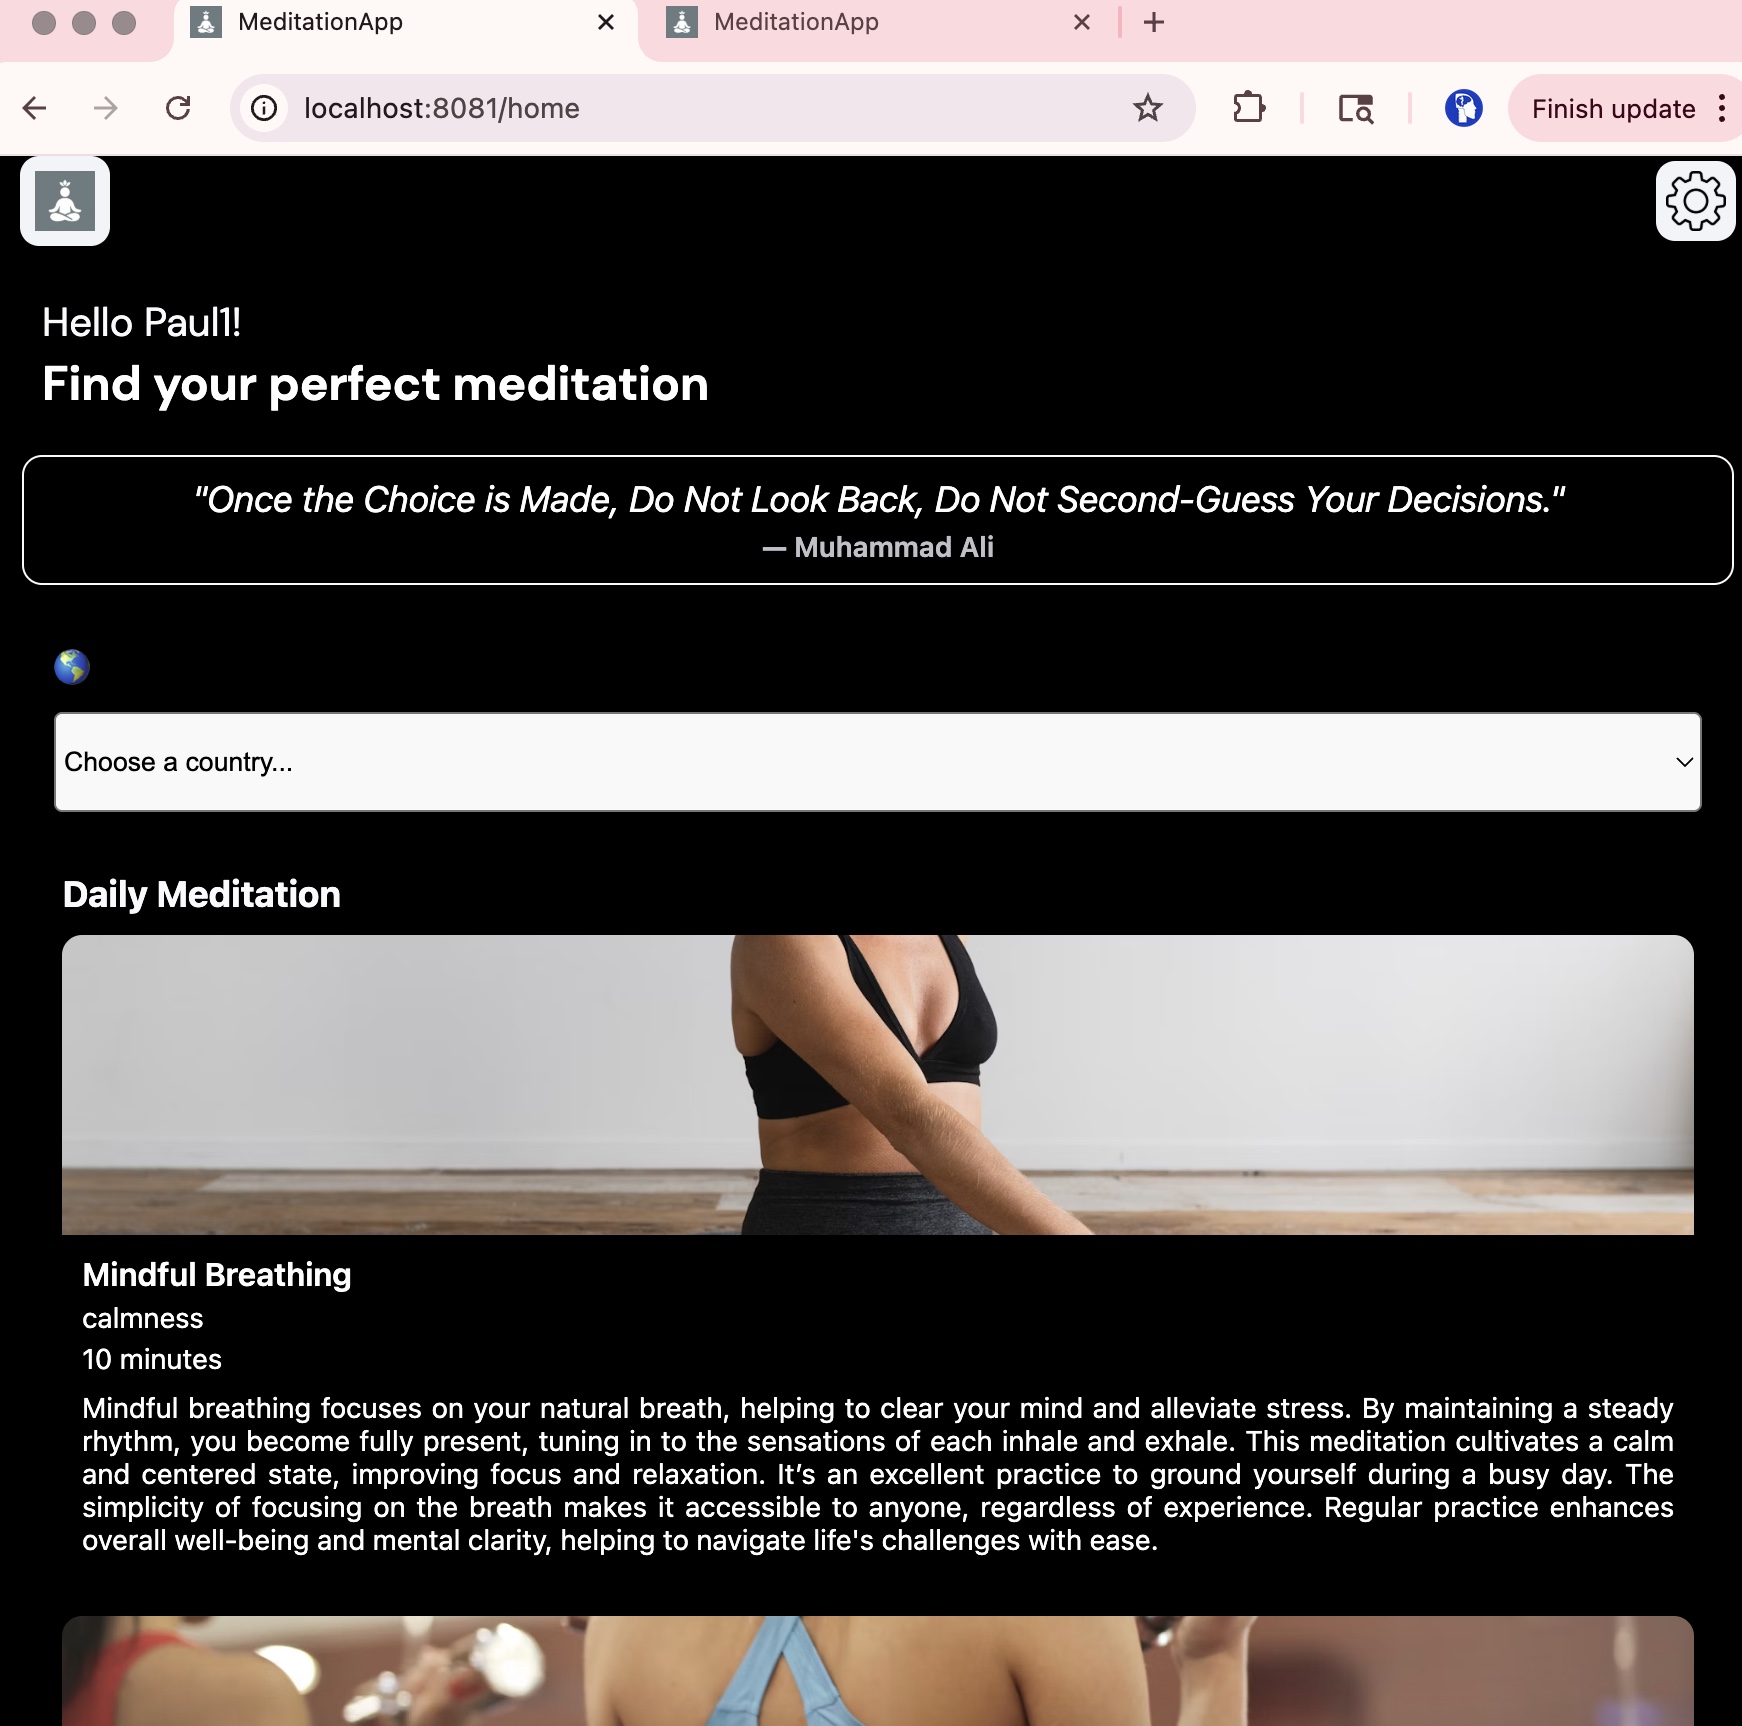 MeditationApp
MeditationApp
localhost:8081/home
Finish update
Hello Paul1!
Find your perfect meditation
"Once the Choice is Made, Do Not Look Back, Do Not Second-Guess Your Decisions."
— Muhammad Ali
Choose a country...
Daily Meditation
Mindful Breathing
calmness
10 minutes
Mindful breathing focuses on your natural breath, helping to clear your mind and alleviate stress. By maintaining a steady
rhythm, you become fully present, tuning in to the sensations of each inhale and exhale. This meditation cultivates a calm
and centered state, improving focus and relaxation. It’s an excellent practice to ground yourself during a busy day. The
simplicity of focusing on the breath makes it accessible to anyone, regardless of experience. Regular practice enhances
overall well-being and mental clarity, helping to navigate life's challenges with ease.